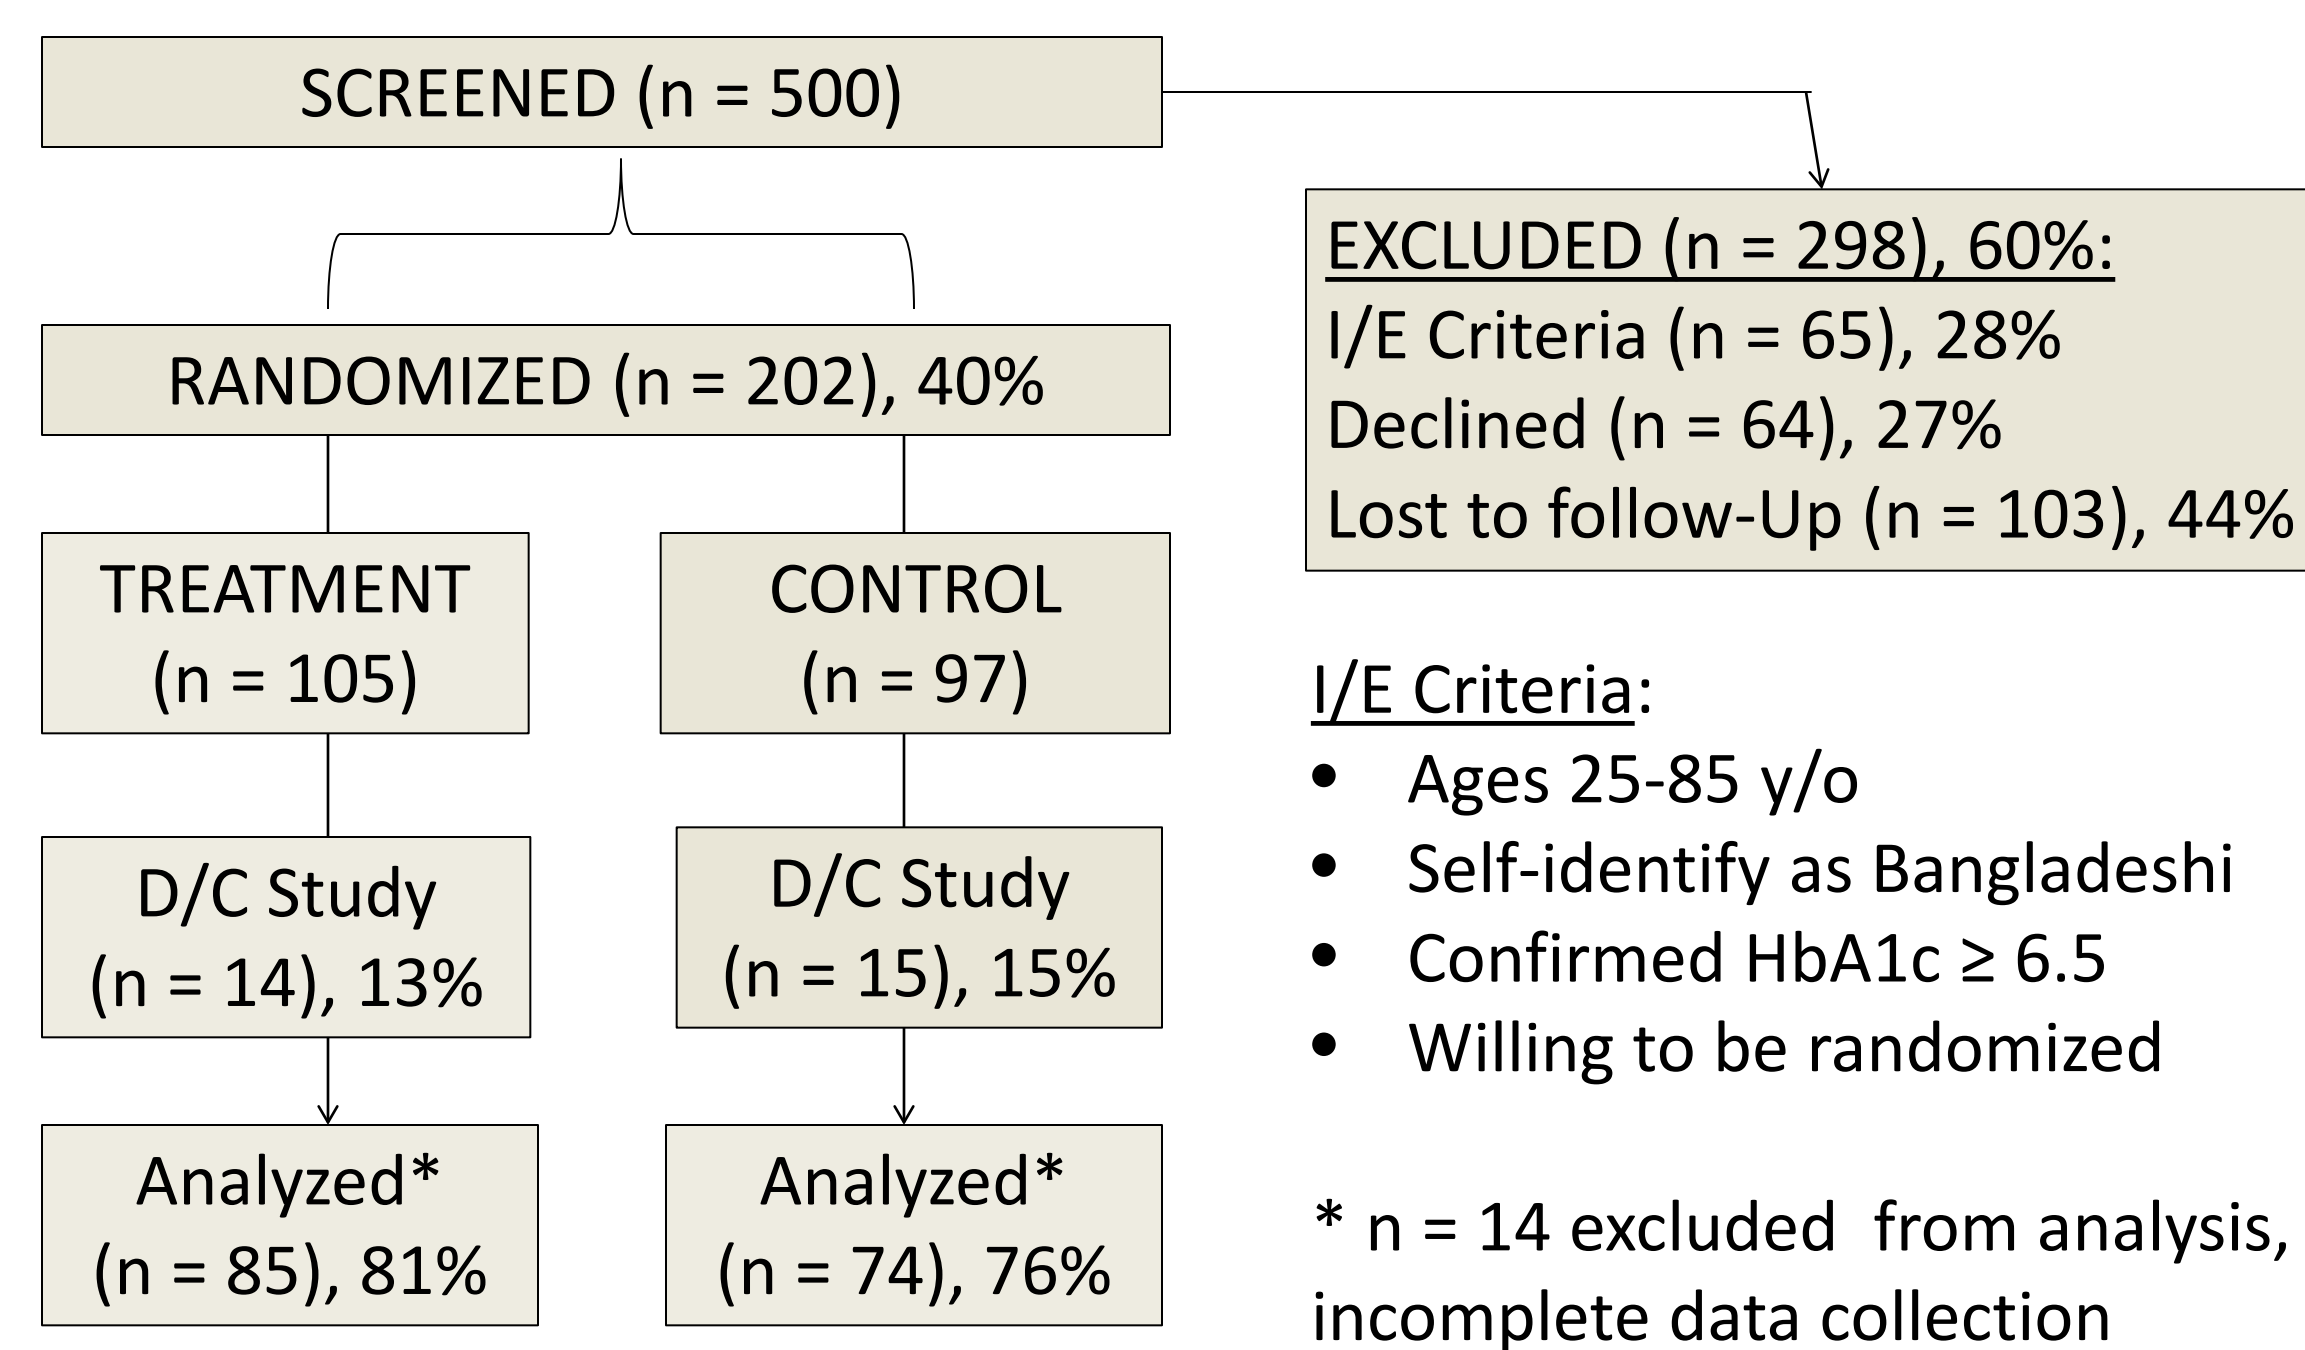 SCREENED (n = 500)
EXCLUDED (n = 298), 60%:
I/E Criteria (n = 65), 28%
Declined (n = 64), 27%
Lost to follow-Up (n = 103), 44%
RANDOMIZED (n = 202), 40%
TREATMENT
(n = 105)
CONTROL
(n = 97)
D/C Study
(n = 14), 13%
D/C Study
(n = 15), 15%
Analyzed*
(n = 85), 81%
Analyzed*
(n = 74), 76%
I/E Criteria:
• Ages 25-85 y/o
• Self-identify as Bangladeshi
• Confirmed HbA1c ≥ 6.5
• Willing to be randomized
* n = 14 excluded  from analysis,
incomplete data collection